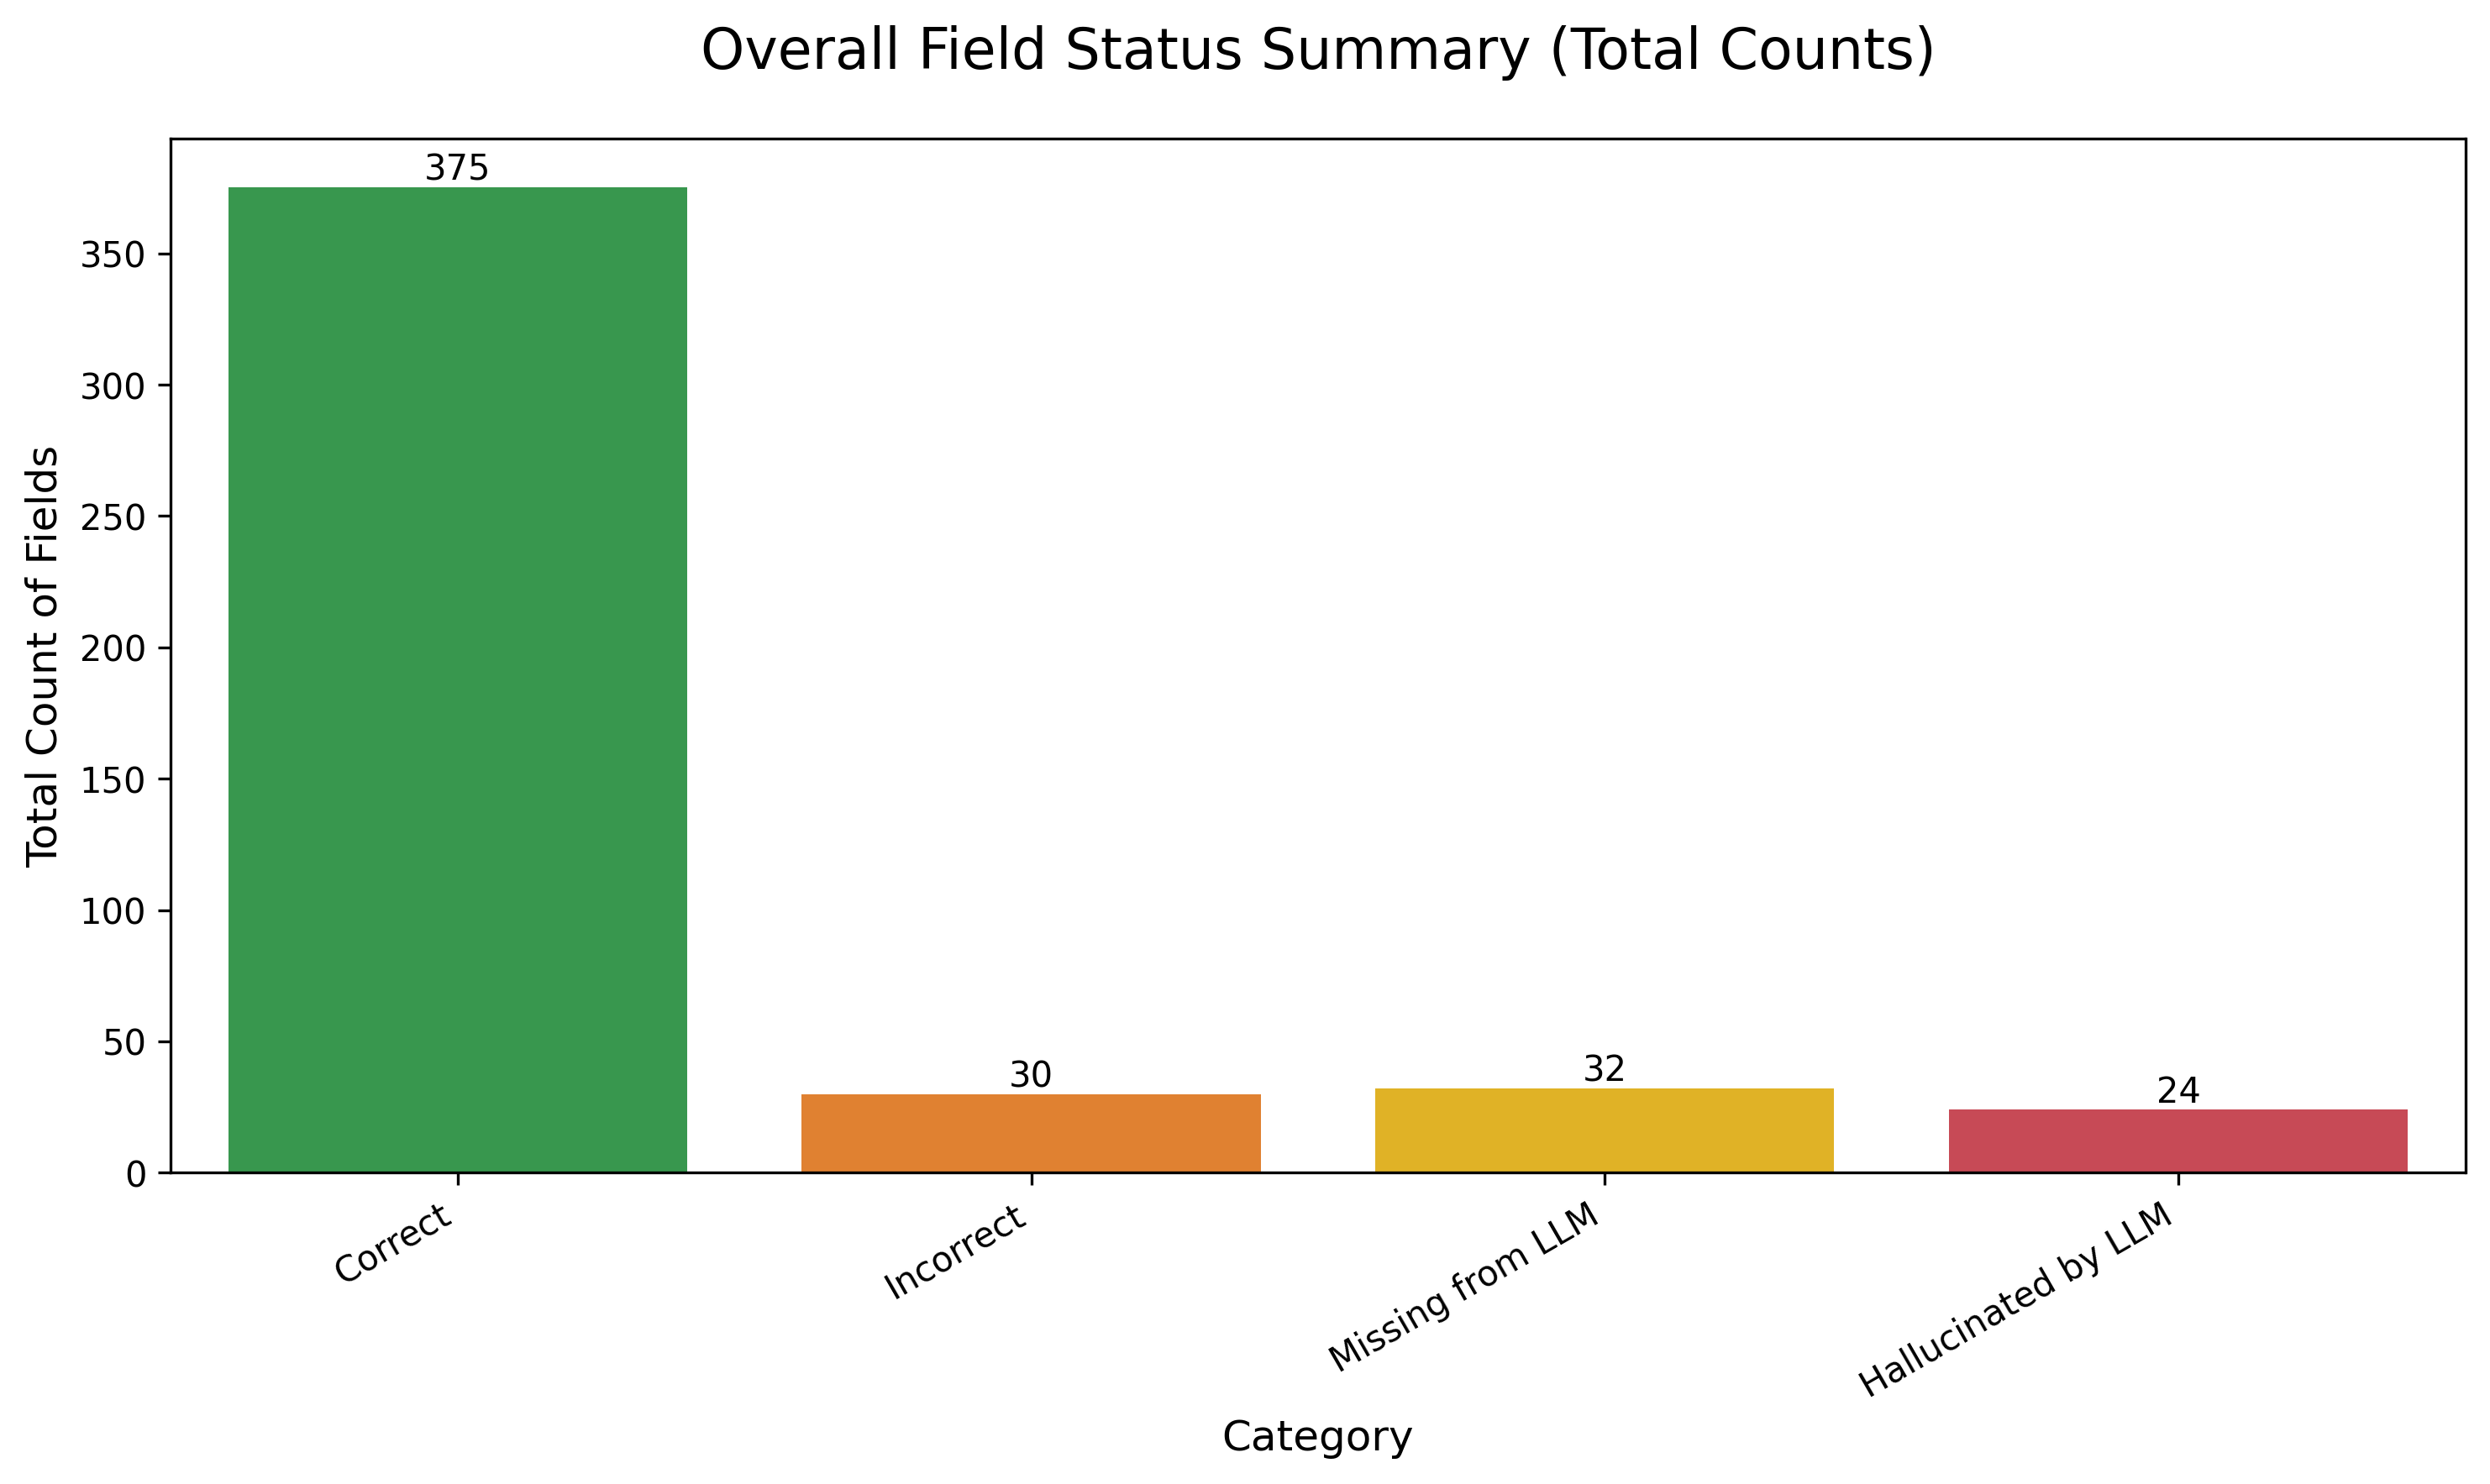 Overall Field Status Summary (Total Counts)
Total Count of Fields
350
300
250
200
150
100
50
0
375
30
32
24
Correct
Incorrect
Missing from LLM
Hallucinated by LLM
Category